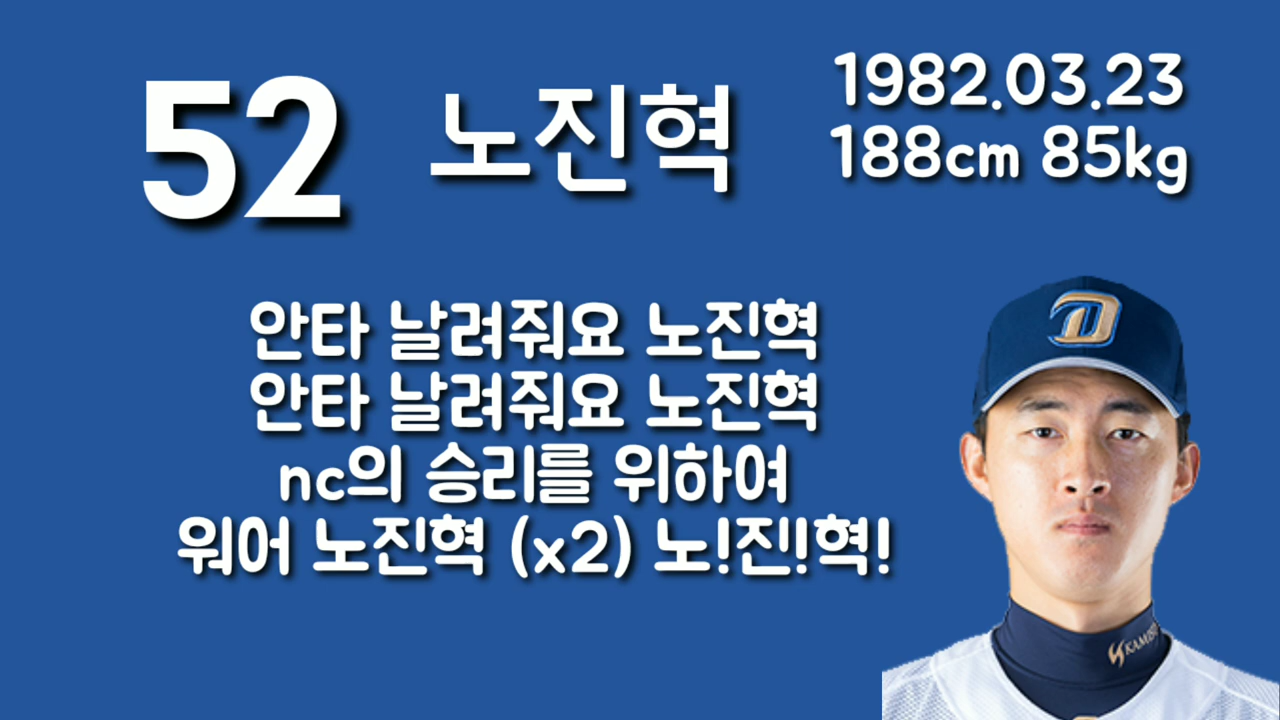 52
노진혁
1982.03.23
188cm 85kg
안타 날려줘요 노진혁
안타 날려줘요 노진혁
nc의 승리를 위하여
워어 노진혁 (x2) 노!진!혁!
D